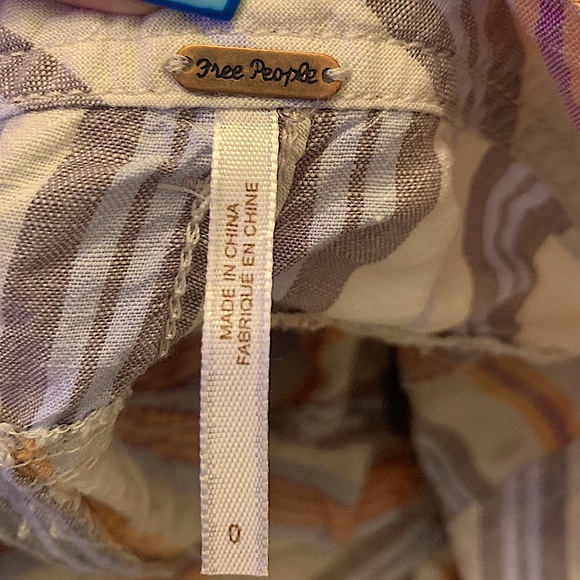 Free People
MADE IN CHINA
FABRIQUÉ EN CHINE
0